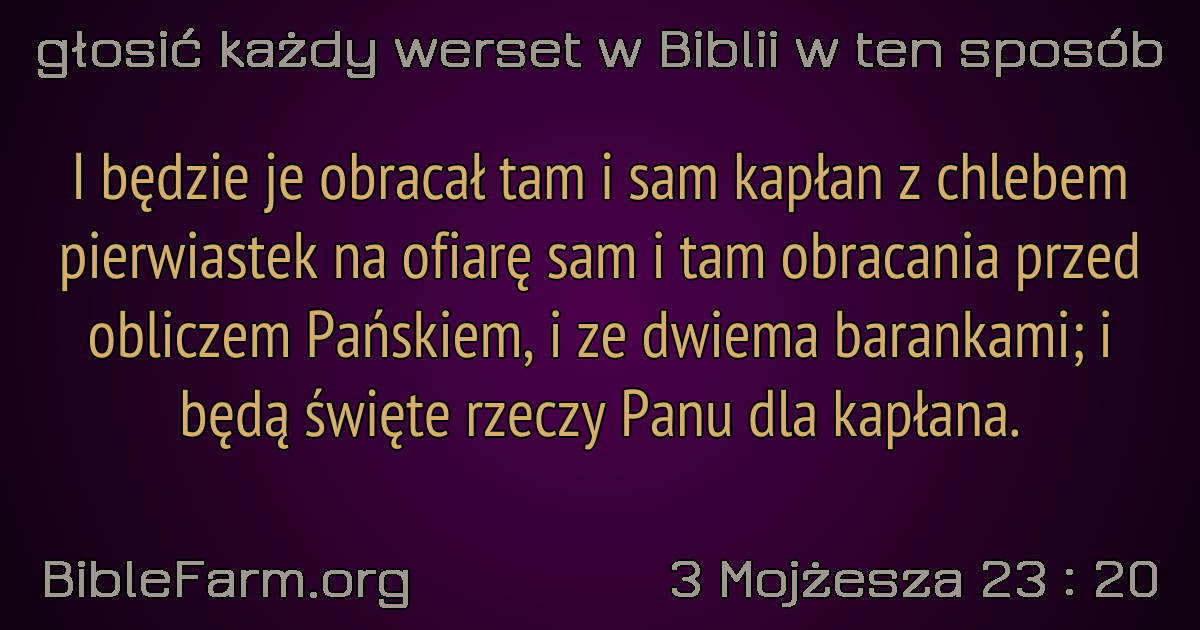 głosić każdy werset w Biblii w ten sposób
I będzie je obracał tam i sam kapłan z chlebem
pierwiastek na ofiarę sam i tam obracania przed
obliczem Pańskiem, i ze dwiema barankami; i
będą święte rzeczy Panu dla kapłana.
BibleFarm.org
3 Mojżesza 23 : 20